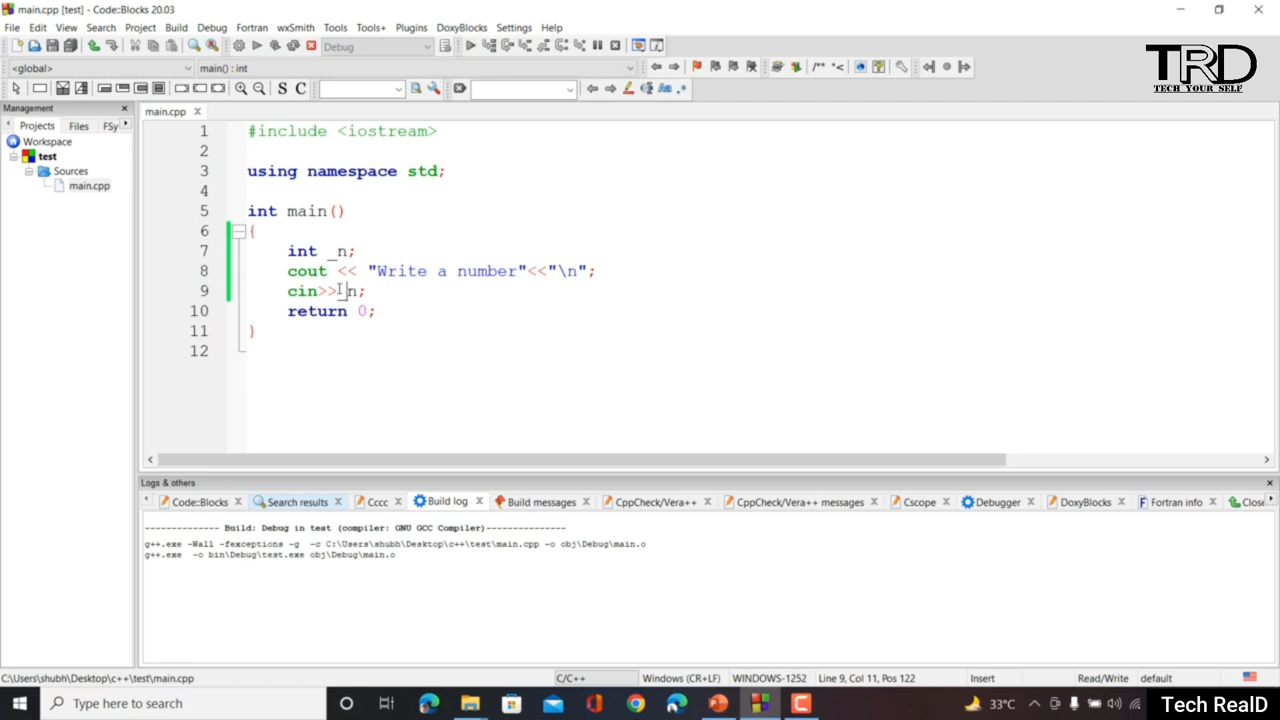 main.cpp [test] - Code::Blocks 20.03
File Edit View Search Project Build Debug Fortran wxSmith Tools Tools+ Plugins DoxyBlocks Settings Help
Debug
<global> main() : int
/** *<
S C
Aa .*
TRD
TECH YOUR SELF
Management
Projects Files FSy
Workspace
test
Sources
main.cpp
main.cpp
1 #include <iostream>
2
3 using namespace std;
4
5 int main()
6 {
7 int _n;
8 cout << "Write a number"<<"\n";
9 cin>>_n;
10 return 0;
11 }
12
Logs & others
Code::Blocks Search results Cccc Build log Build messages CppCheck/Vera++ CppCheck/Vera++ messages Cscope Debugger DoxyBlocks Fortran info Close
-------------- Build: Debug in test (compiler: GNU GCC Compiler)---------------
g++.exe -Wall -fexceptions -g -c C:\Users\shubh\Desktop\c++\test\main.cpp -o obj\Debug\main.o
g++.exe -o bin\Debug\test.exe obj\Debug\main.o
C:\Users\shubh\Desktop\c++\test\main.cpp C/C++ Windows (CR+LF) WINDOWS-1252 Line 9, Col 11, Pos 122 Insert Read/Write default
Type here to search 33°C Tech RealD